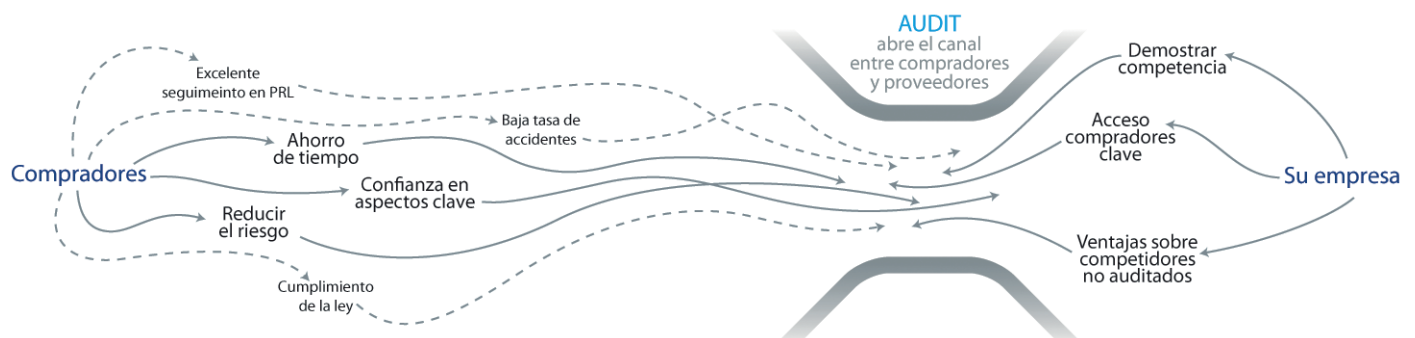 Compradores
Excelente
seguimeinto en PRL
Ahorro
de tiempo
Confianza en
aspectos clave
Reducir
el riesgo
Cumplimiento
de la ley
Baja tasa de
accidentes
AUDIT
abre el canal
entre compradores
y proveedores
Demostrar
competencia
Acceso
compradores
clave
Ventajas sobre
competidores
no auditados
Su empresa